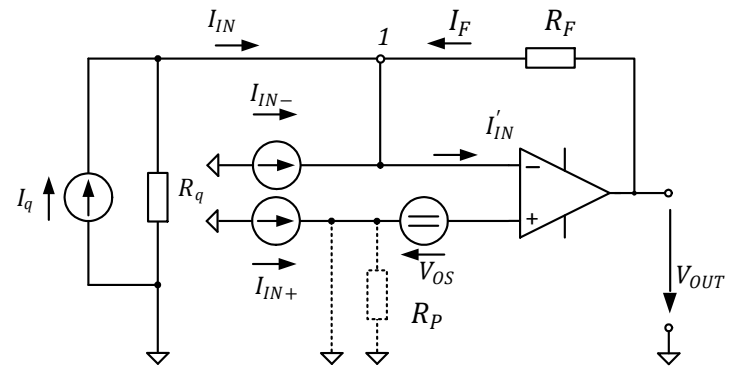 I_IN
1
I_F
R_F
I_IN−
I'_IN
−
I_q
R_q
+
V_OS
I_IN+
R_P
V_OUT